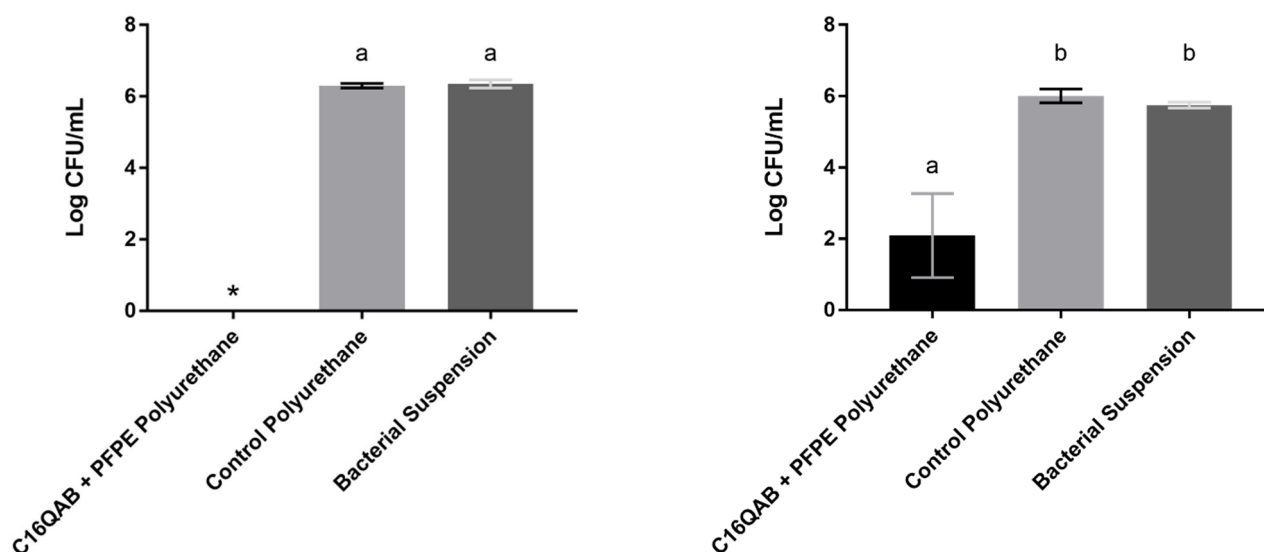 8
6
4
2
0
Log CFU/mL
*
a
a
C16QAB + PFPE Polyurethane
Control Polyurethane
Bacterial Suspension
8
6
4
2
0
Log CFU/mL
a
b
b
C16QAB + PFPE Polyurethane
Control Polyurethane
Bacterial Suspension